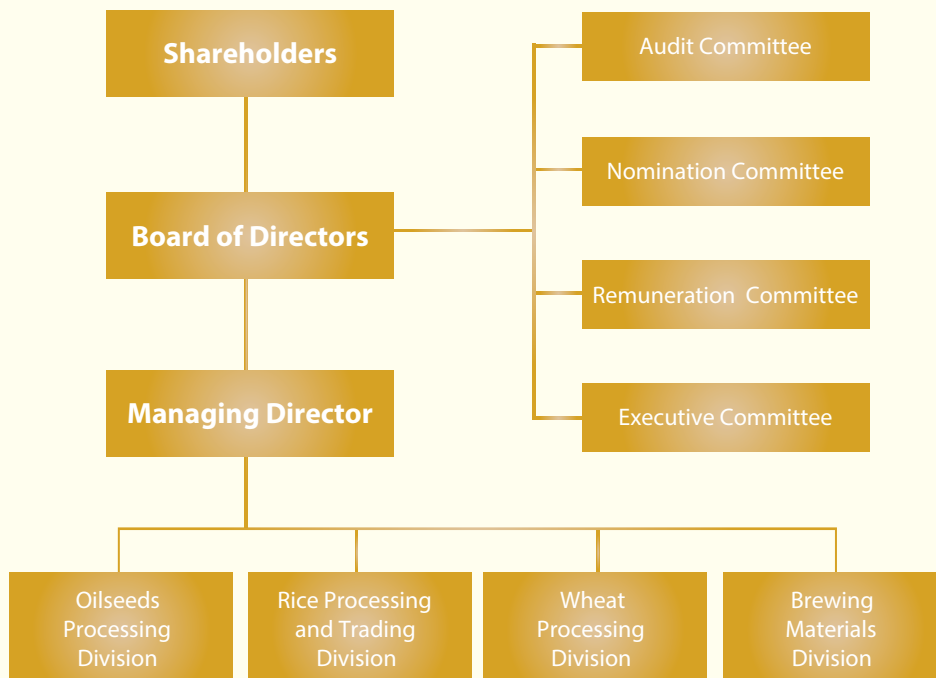 Shareholders
Board of Directors
Managing Director
Audit Committee
Nomination Committee
Remuneration Committee
Executive Committee
Oilseeds
Processing
Division
Rice Processing
and Trading
Division
Wheat
Processing
Division
Brewing
Materials
Division